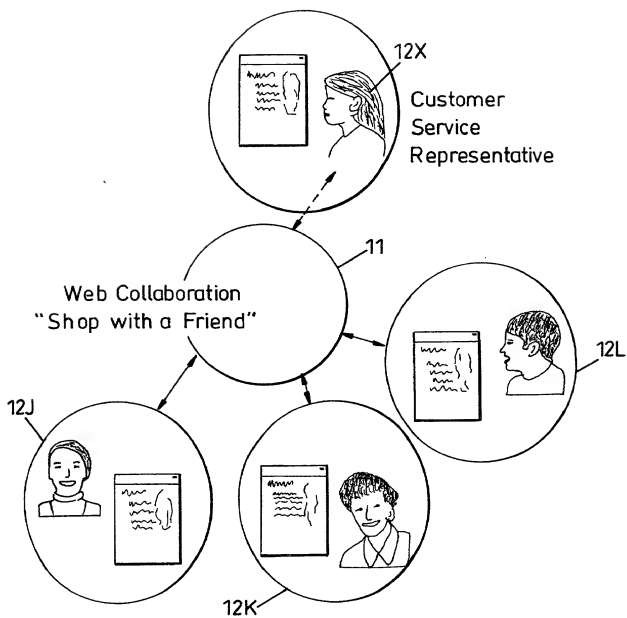 12X
Customer
Service
Representative
11
Web Collaboration
"Shop with a Friend"
12L
12J
12K